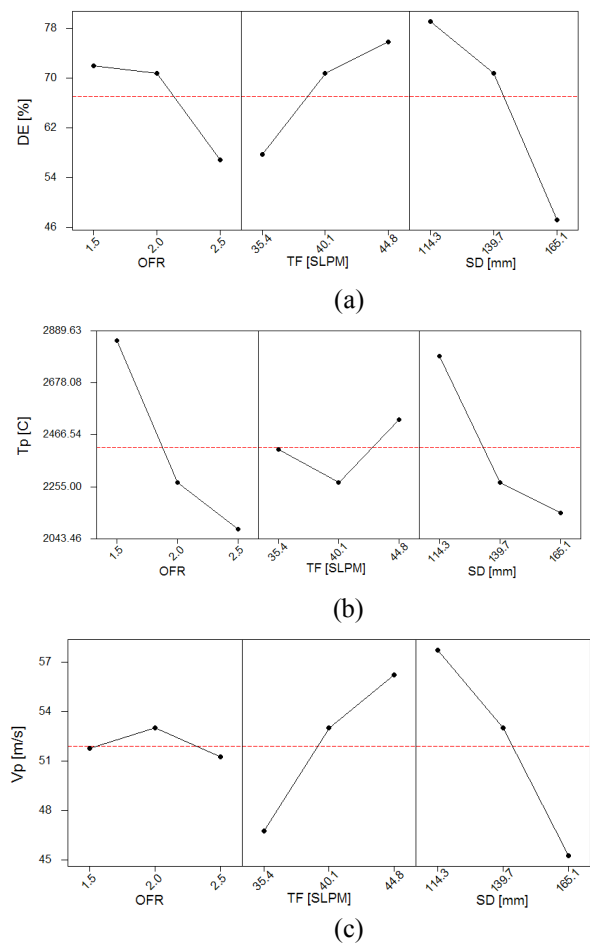 78
70
62
54
46
DE [%]
1.5 2.0 2.5 35.4 40.1 44.8 114.3 139.7 165.1
OFR TF [SLPM] SD [mm]
(a)
2889.63
2678.08
2466.54
2255.00
2043.46
Tp [C]
1.5 2.0 2.5 35.4 40.1 44.8 114.3 139.7 165.1
OFR TF [SLPM] SD [mm]
(b)
57
54
51
48
45
Vp [m/s]
1.5 2.0 2.5 35.4 40.1 44.8 114.3 139.7 165.1
OFR TF [SLPM] SD [mm]
(c)